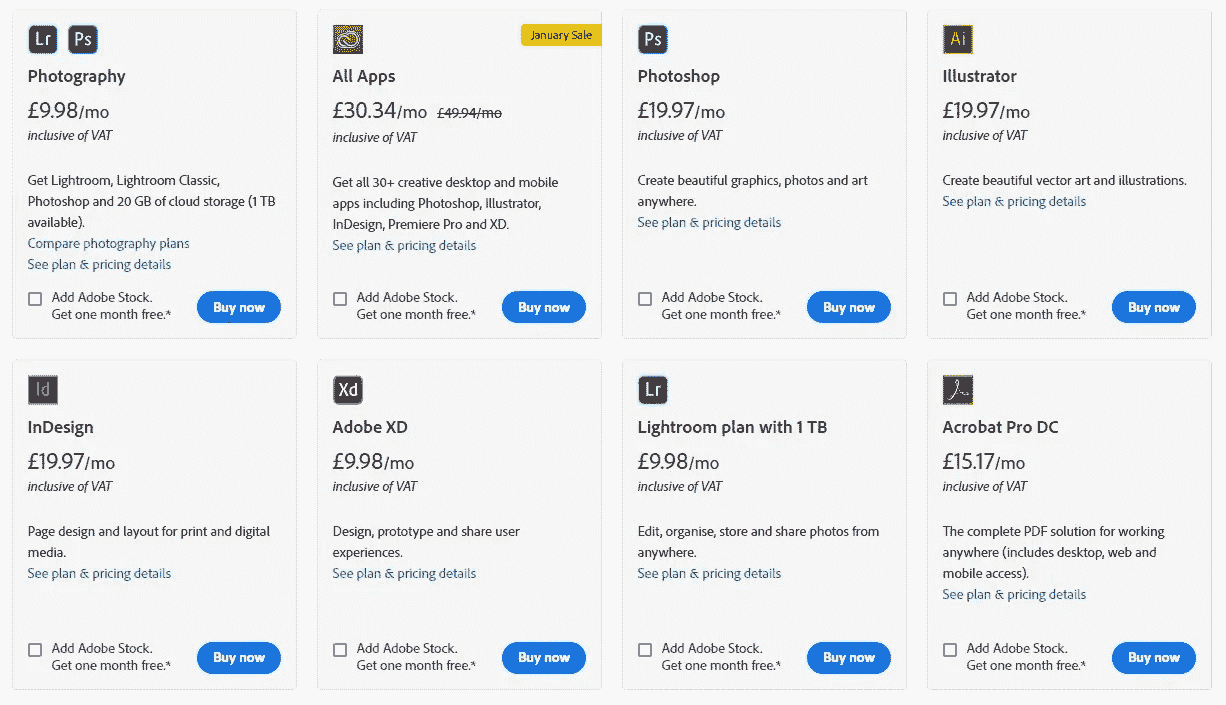 Lr Ps
Photography
£9.98/mo
inclusive of VAT
Get Lightroom, Lightroom Classic,
Photoshop and 20 GB of cloud storage (1 TB
available).
Compare photography plans
See plan & pricing details
Add Adobe Stock.
Get one month free.*
Buy now
January Sale
All Apps
£30.34/mo £49.94/mo
inclusive of VAT
Get all 30+ creative desktop and mobile
apps including Photoshop, Illustrator,
InDesign, Premiere Pro and XD.
See plan & pricing details
Add Adobe Stock.
Get one month free.*
Buy now
Ps
Photoshop
£19.97/mo
inclusive of VAT
Create beautiful graphics, photos and art
anywhere.
See plan & pricing details
Add Adobe Stock.
Get one month free.*
Buy now
Ai
Illustrator
£19.97/mo
inclusive of VAT
Create beautiful vector art and illustrations.
See plan & pricing details
Add Adobe Stock.
Get one month free.*
Buy now
Id
InDesign
£19.97/mo
inclusive of VAT
Page design and layout for print and digital
media.
See plan & pricing details
Add Adobe Stock.
Get one month free.*
Buy now
Xd
Adobe XD
£9.98/mo
inclusive of VAT
Design, prototype and share user
experiences.
See plan & pricing details
Add Adobe Stock.
Get one month free.*
Buy now
Lr
Lightroom plan with 1 TB
£9.98/mo
inclusive of VAT
Edit, organise, store and share photos from
anywhere.
See plan & pricing details
Add Adobe Stock.
Get one month free.*
Buy now
Acrobat Pro DC
£15.17/mo
inclusive of VAT
The complete PDF solution for working
anywhere (includes desktop, web and
mobile access).
See plan & pricing details
Add Adobe Stock.
Get one month free.*
Buy now